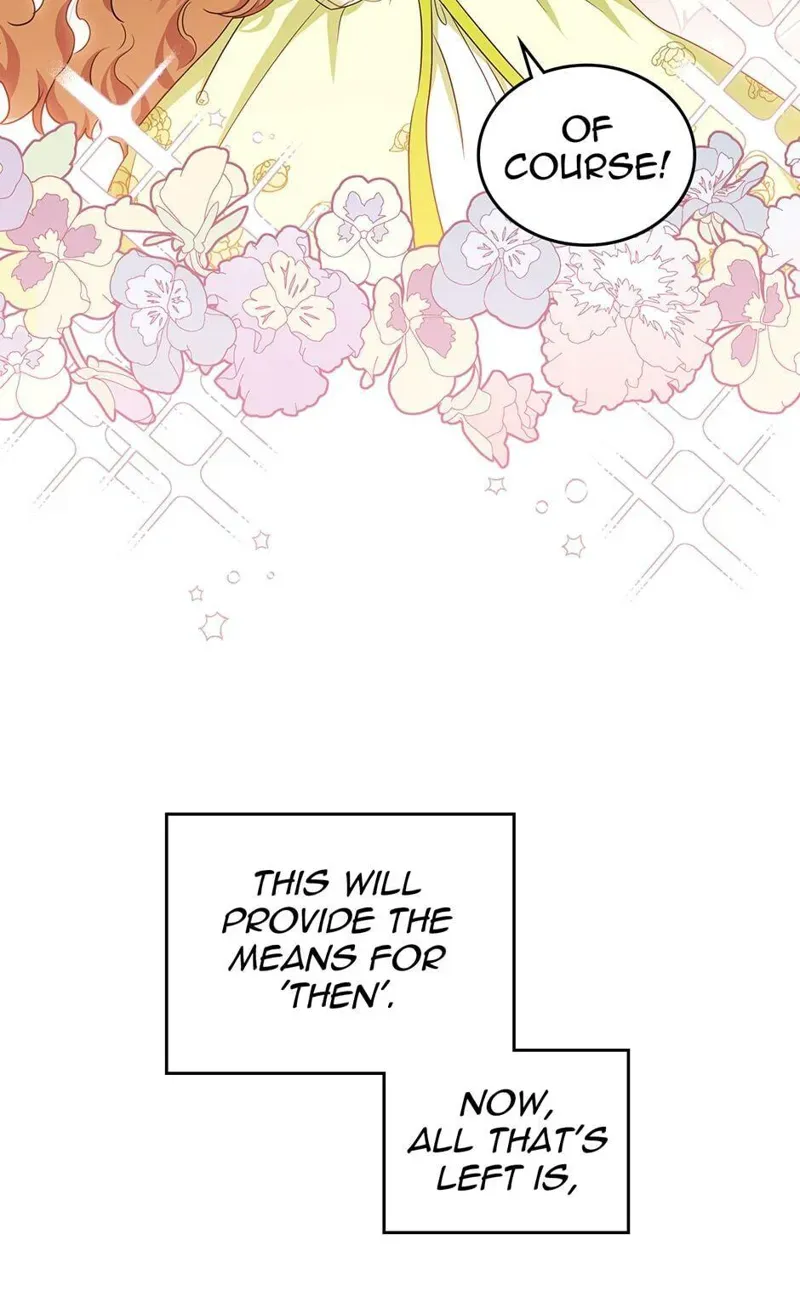 OF
COURSE!
THIS WILL
PROVIDE THE
MEANS FOR
'THEN'.
NOW,
ALL THAT'S
LEFT IS,